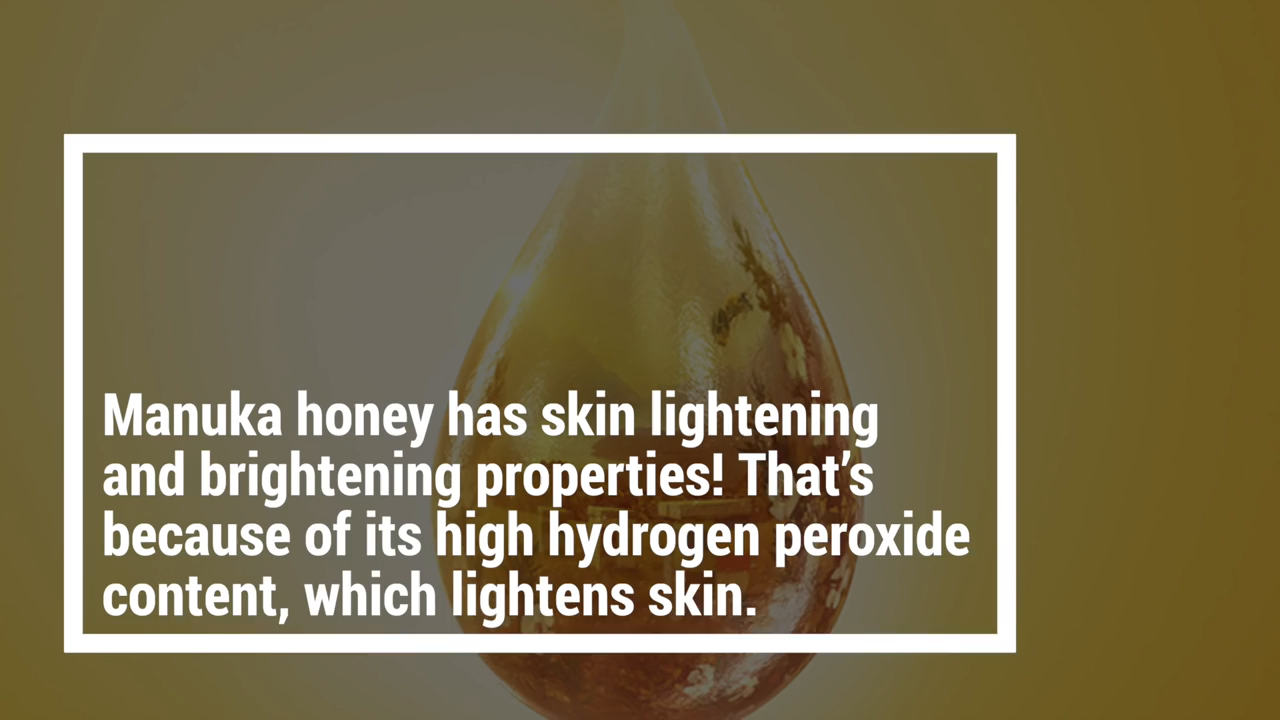 Manuka honey has skin lightening
and brightening properties! That’s
because of its high hydrogen peroxide
content, which lightens skin.